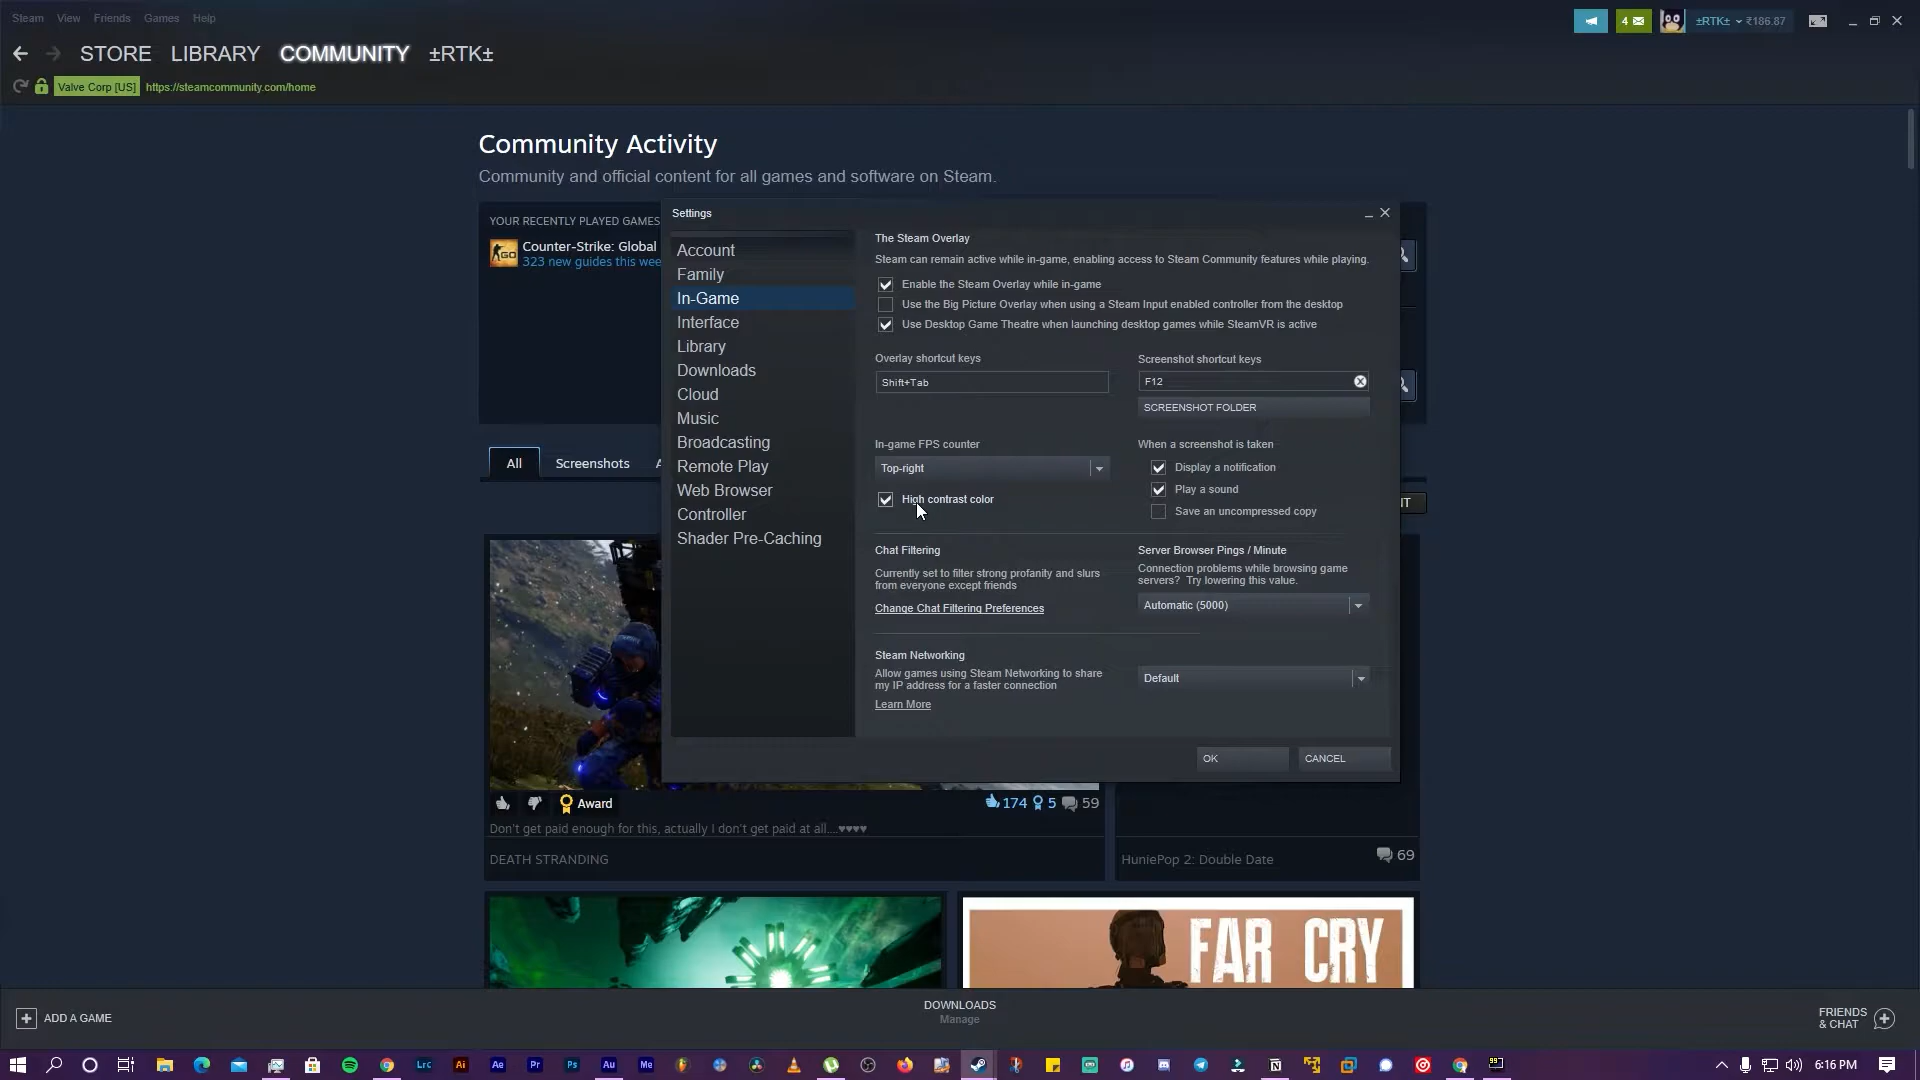 Steam View Friends Games Help
4 ±RTK± ₹186.87
STORE LIBRARY COMMUNITY ±RTK±
Valve Corp [US] https://steamcommunity.com/home
Community Activity
Community and official content for all games and software on Steam.
YOUR RECENTLY PLAYED GAMES
Counter-Strike: Global
323 new guides this wee
GO
All Screenshots A
IT
Settings
Account
Family
In-Game
Interface
Library
Downloads
Cloud
Music
Broadcasting
Remote Play
Web Browser
Controller
Shader Pre-Caching
The Steam Overlay
Steam can remain active while in-game, enabling access to Steam Community features while playing.
Enable the Steam Overlay while in-game
Use the Big Picture Overlay when using a Steam Input enabled controller from the desktop
Use Desktop Game Theatre when launching desktop games while SteamVR is active
Overlay shortcut keys
Shift+Tab
Screenshot shortcut keys
F12
SCREENSHOT FOLDER
In-game FPS counter
Top-right
High contrast color
When a screenshot is taken
Display a notification
Play a sound
Save an uncompressed copy
Chat Filtering
Currently set to filter strong profanity and slurs
from everyone except friends
Change Chat Filtering Preferences
Server Browser Pings / Minute
Connection problems while browsing game
servers? Try lowering this value.
Automatic (5000)
Steam Networking
Allow games using Steam Networking to share
my IP address for a faster connection
Learn More
Default
OK CANCEL
Award 174 5 59
Don't get paid enough for this, actually I don't get paid at all....♥♥♥♥
DEATH STRANDING
HuniePop 2: Double Date 69
FAR CRY
ADD A GAME
DOWNLOADS
Manage
FRIENDS
& CHAT
Lrc Ai Ae Pr Ps Au Me N 99
6:16 PM